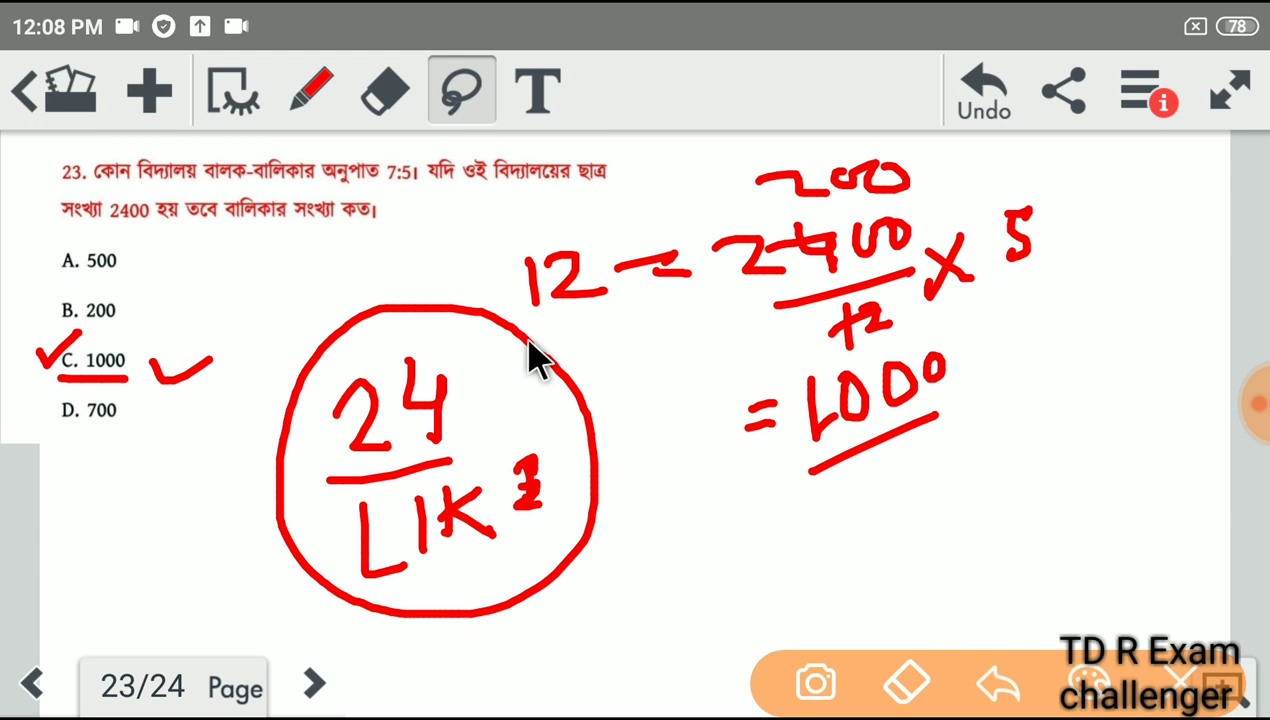 12:08 PM
78
T
Undo
i
23. কোন বিদ্যালয় বালক-বালিকার অনুপাত 7:5। যদি ওই বিদ্যালয়ের ছাত্র
সংখ্যা 2400 হয় তবে বালিকার সংখ্যা কত।
A. 500
B. 200
C. 1000
D. 700
200
12 — 2400 × 5
12
= 1000
24
L1K
23/24 Page
TD R Exam
challenger